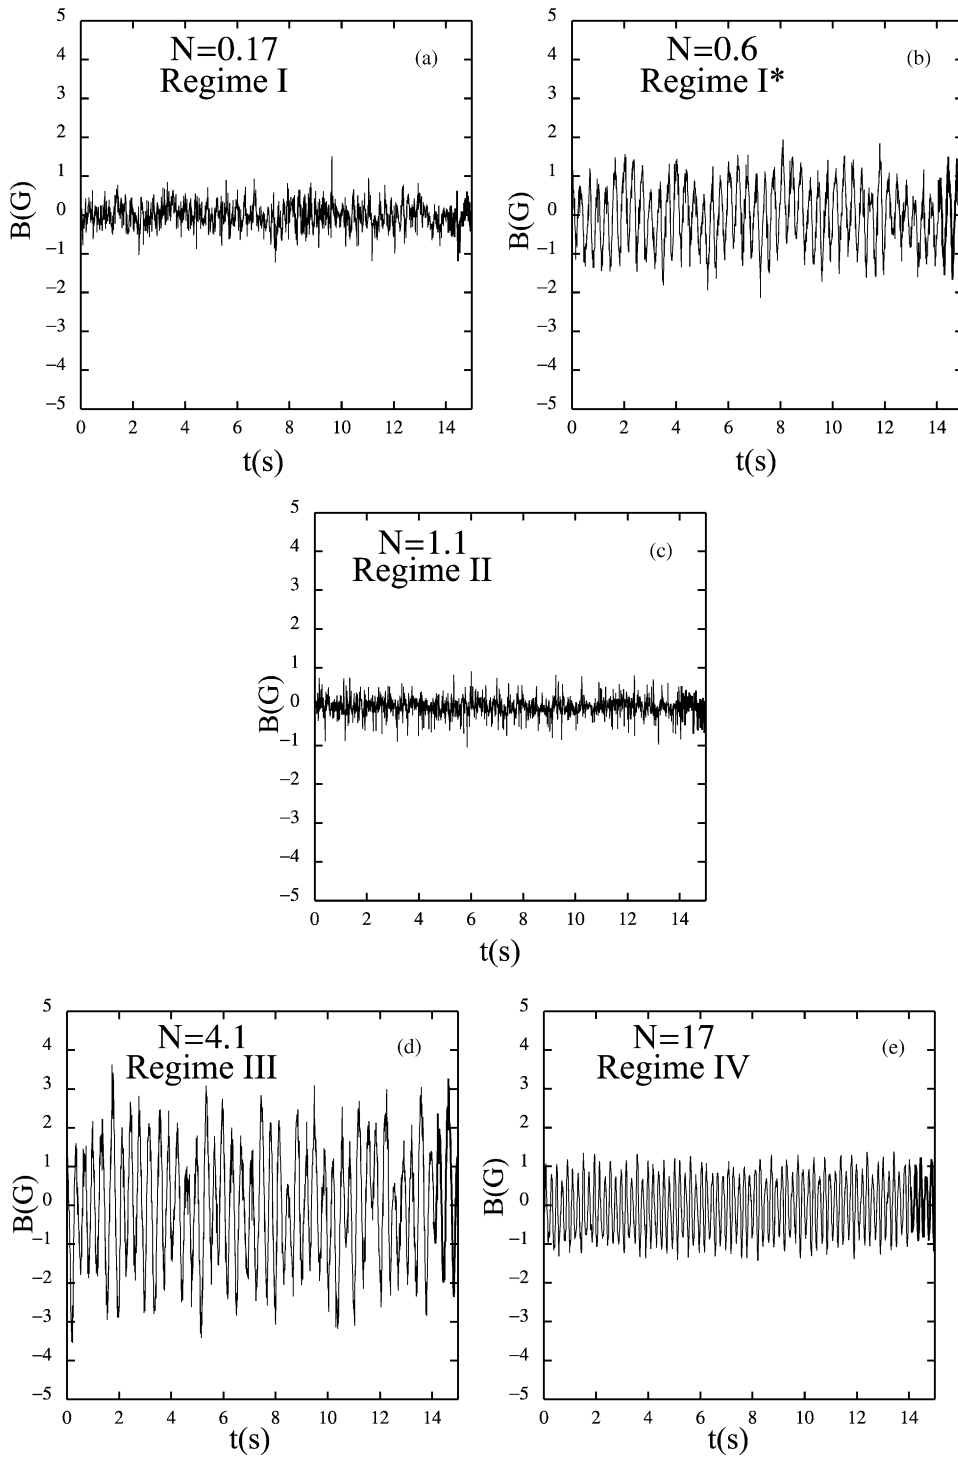 N=0.17
Regime I
(a)
B(G)
5
4
3
2
1
0
−1
−2
−3
−4
−5
0 2 4 6 8 10 12 14
t(s)
N=0.6
Regime I*
(b)
B(G)
5
4
3
2
1
0
−1
−2
−3
−4
−5
0 2 4 6 8 10 12 14
t(s)
N=1.1
Regime II
(c)
B(G)
5
4
3
2
1
0
−1
−2
−3
−4
−5
0 2 4 6 8 10 12 14
t(s)
N=4.1
Regime III
(d)
B(G)
5
4
3
2
1
0
−1
−2
−3
−4
−5
0 2 4 6 8 10 12 14
t(s)
N=17
Regime IV
(e)
B(G)
5
4
3
2
1
0
−1
−2
−3
−4
−5
0 2 4 6 8 10 12 14
t(s)